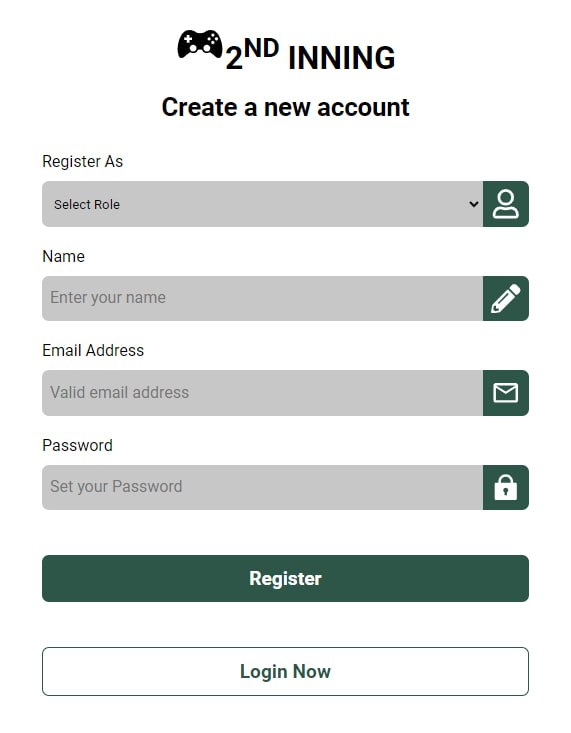 2ND INNING
Create a new account
Register As
Select Role
Name
Enter your name
Email Address
Valid email address
Password
Set your Password
Register
Login Now